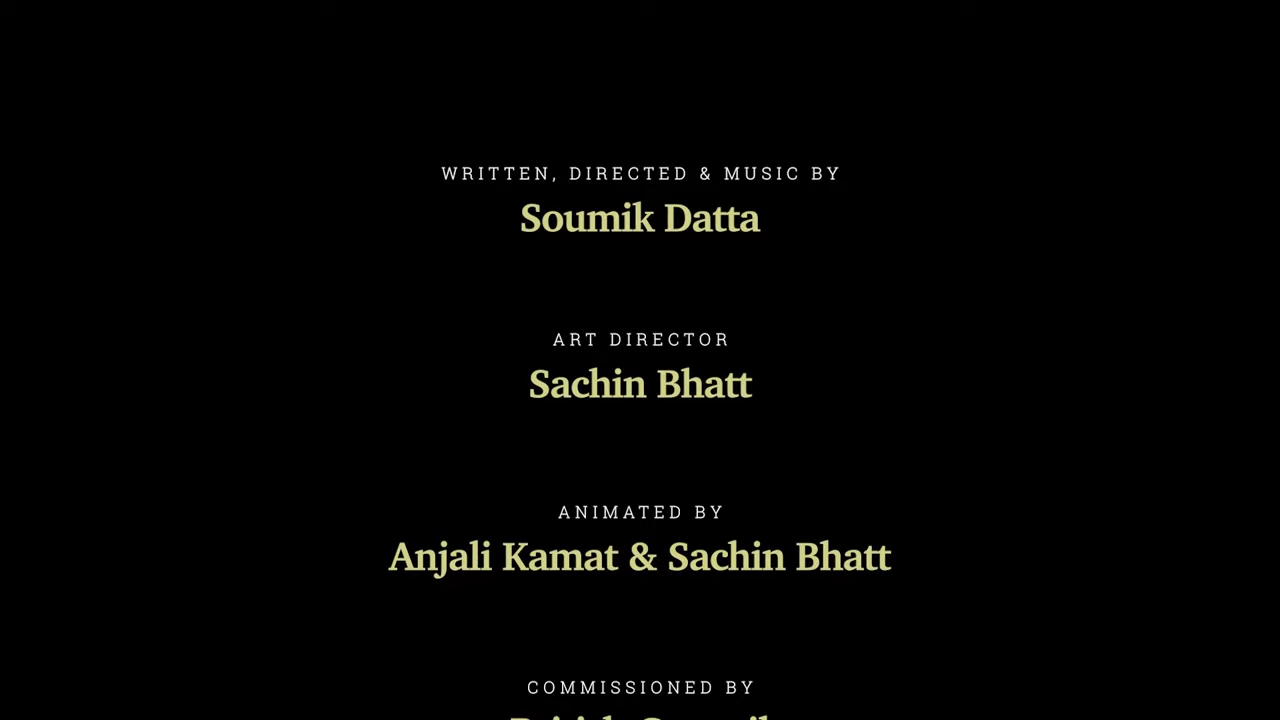 WRITTEN, DIRECTED & MUSIC BY
Soumik Datta
ART DIRECTOR
Sachin Bhatt
ANIMATED BY
Anjali Kamat & Sachin Bhatt
COMMISSIONED BY